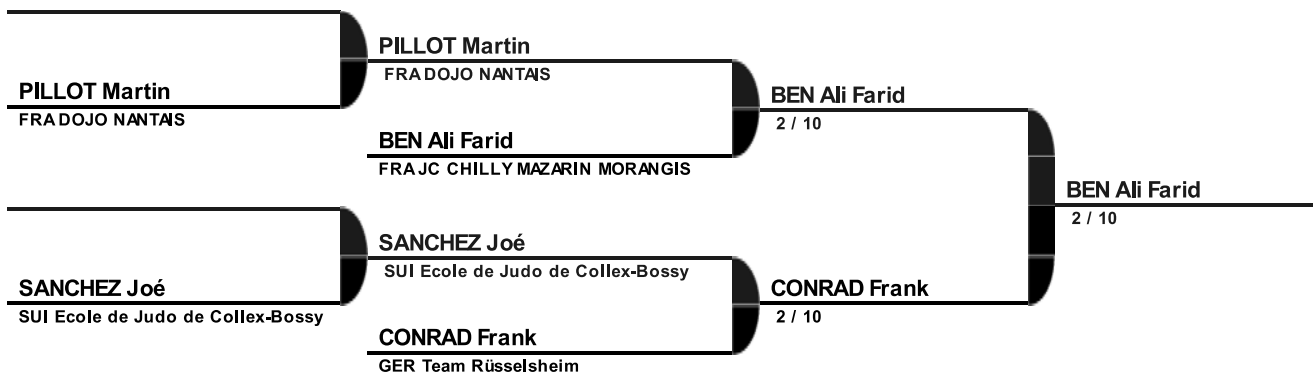 PILLOT Martin
FRA DOJO NANTAIS
PILLOT Martin
FRA DOJO NANTAIS
BEN Ali Farid
FRA JC CHILLY MAZARIN MORANGIS
BEN Ali Farid
2 / 10
SANCHEZ Joé
SUI Ecole de Judo de Collex-Bossy
SANCHEZ Joé
SUI Ecole de Judo de Collex-Bossy
CONRAD Frank
GER Team Rüsselsheim
CONRAD Frank
2 / 10
BEN Ali Farid
2 / 10